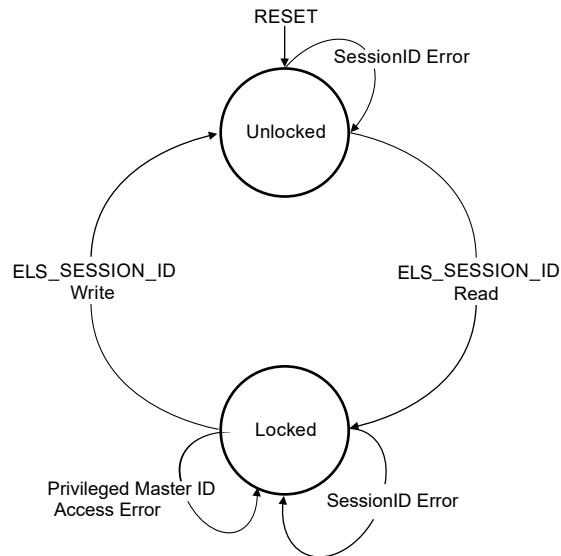 RESET
SessionID Error
Unlocked
ELS_SESSION_ID
Write
ELS_SESSION_ID
Read
Locked
Privileged Master ID
Access Error
SessionID Error